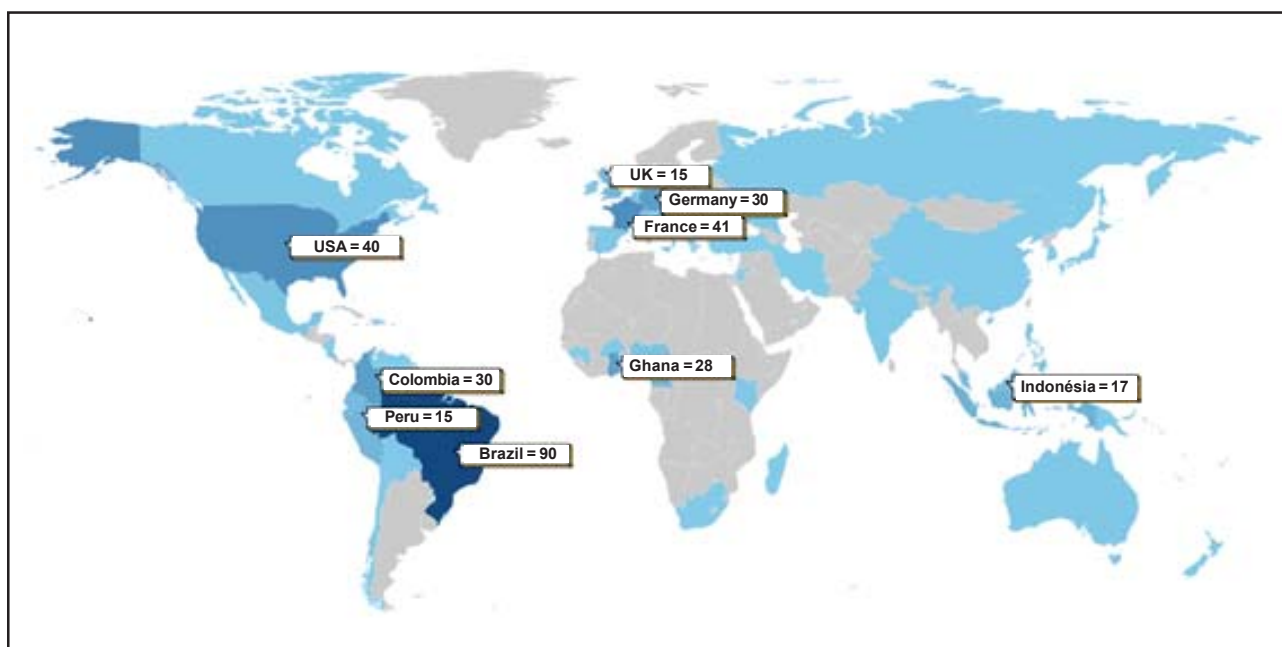 UK = 15
Germany = 30
France = 41
USA = 40
Ghana = 28
Colombia = 30
Indonésia = 17
Peru = 15
Brazil = 90